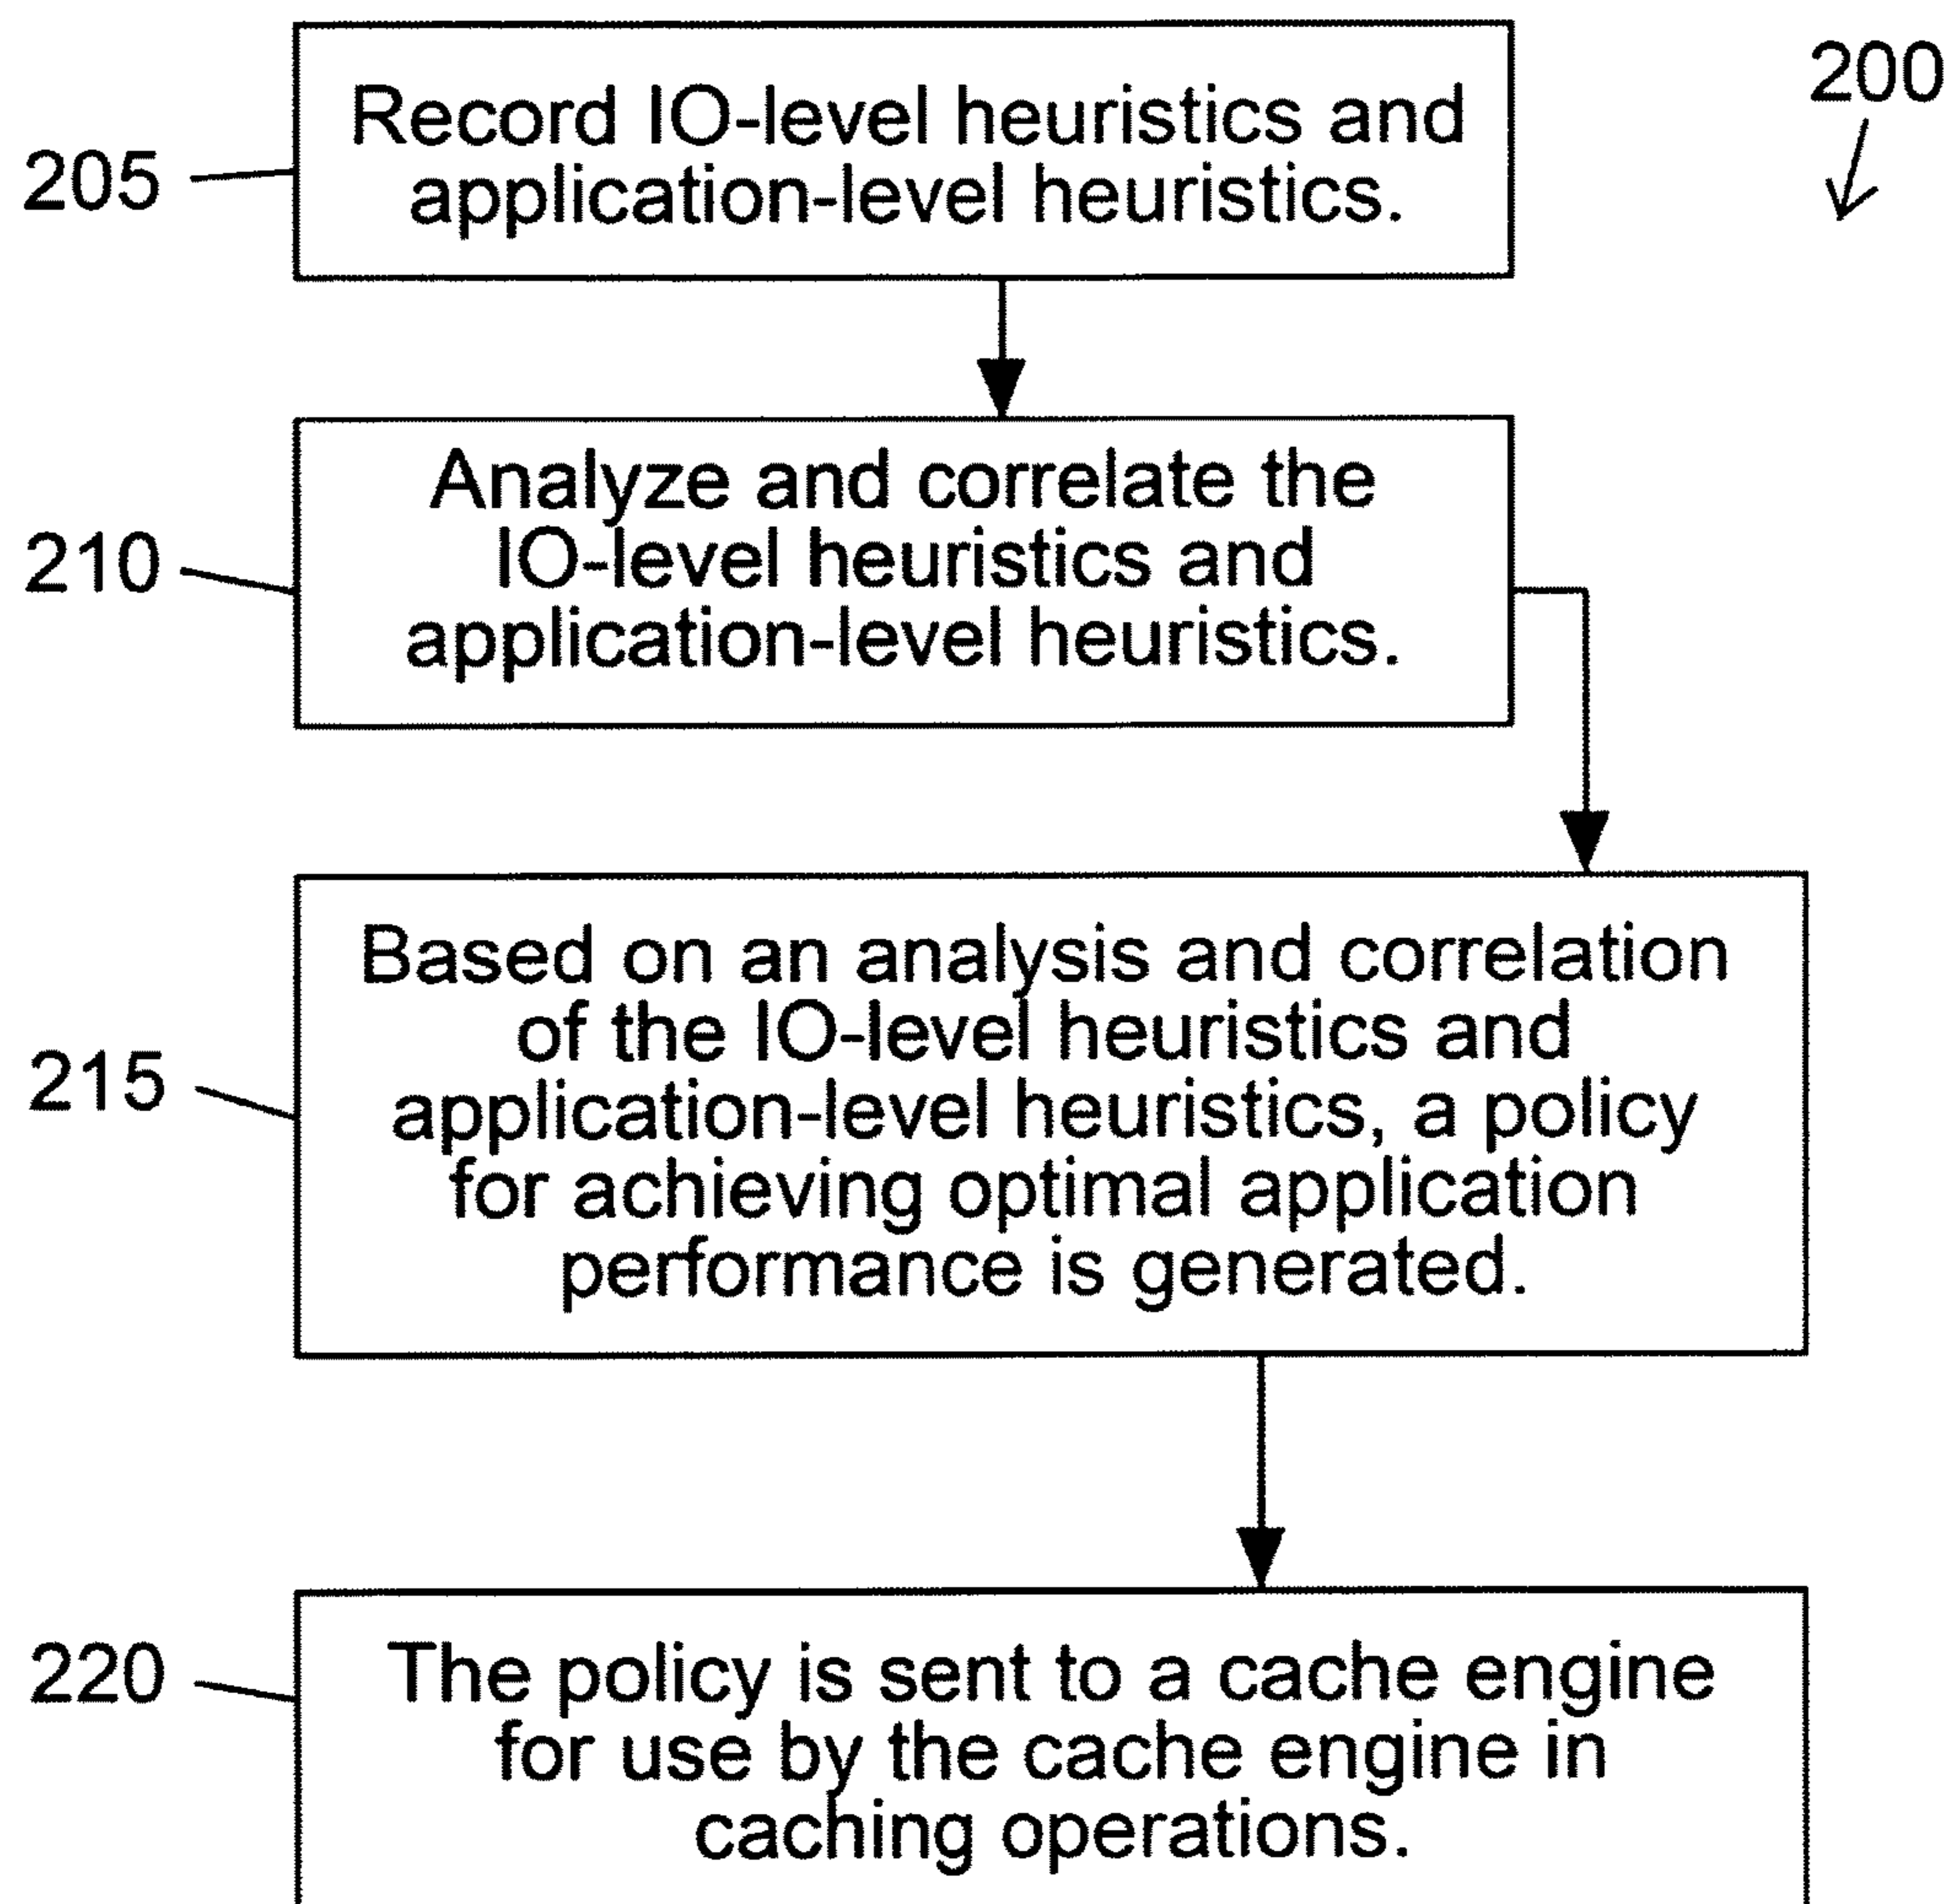 200
205
Record IO-level heuristics and
application-level heuristics.
210
Analyze and correlate the
IO-level heuristics and
application-level heuristics.
215
Based on an analysis and correlation
of the IO-level heuristics and
application-level heuristics, a policy
for achieving optimal application
performance is generated.
220
The policy is sent to a cache engine
for use by the cache engine in
caching operations.